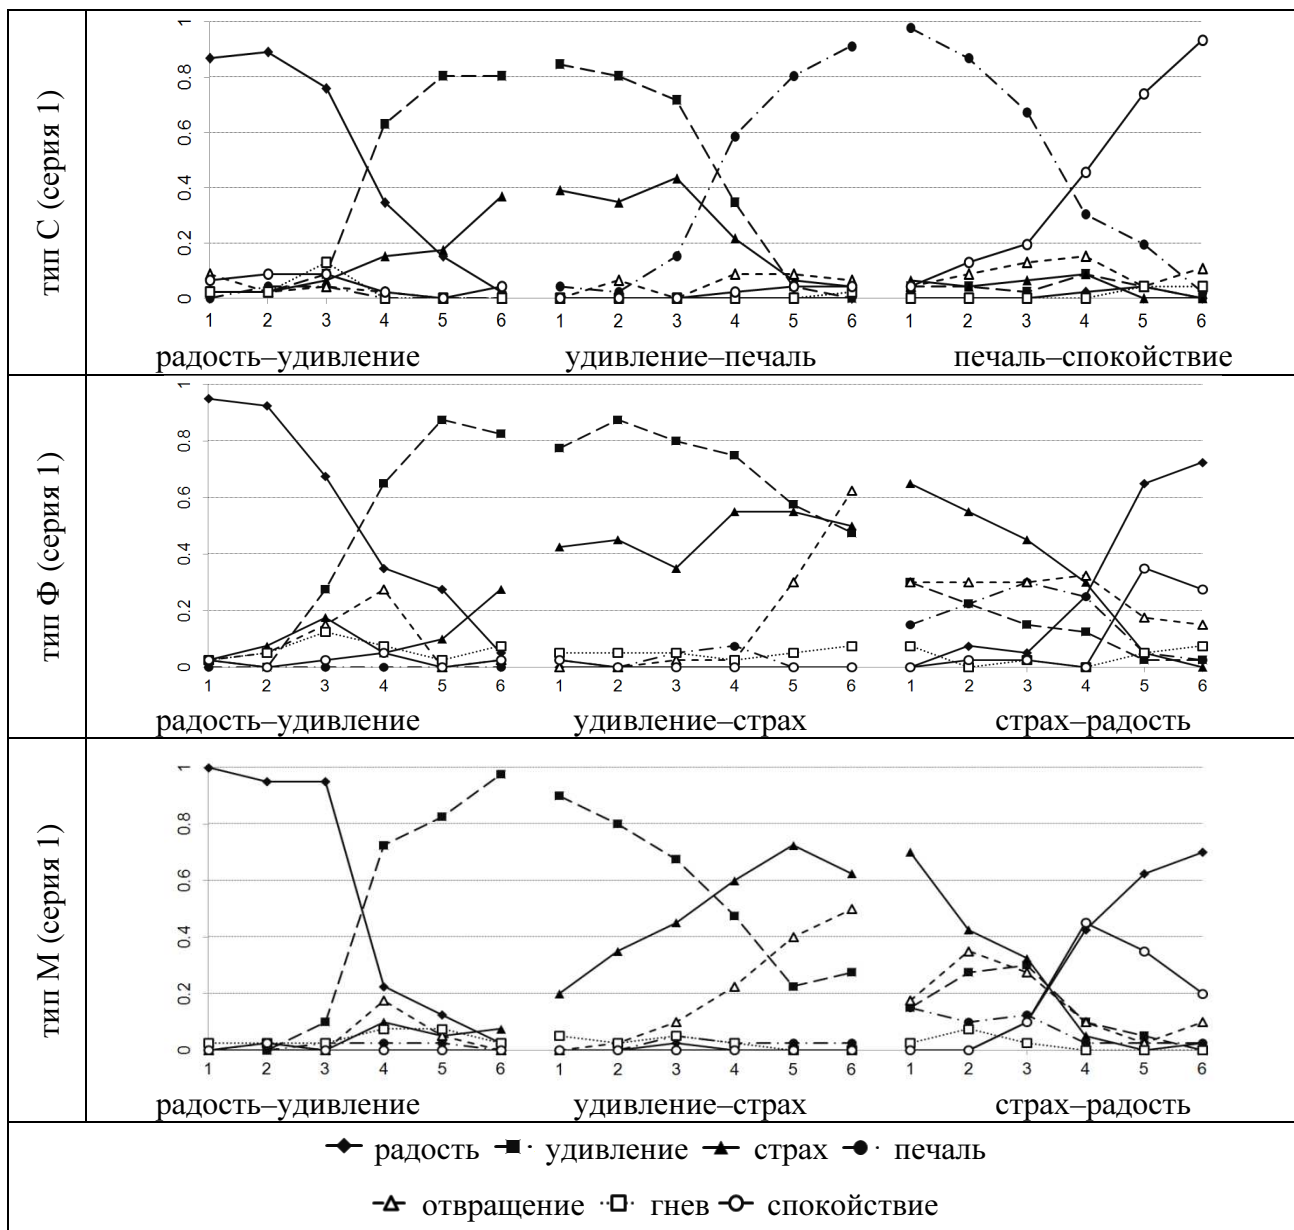 тип С (серия 1)
1
0.8
0.6
0.4
0.2
0
1 2 3 4 5 6 1 2 3 4 5 6 1 2 3 4 5 6
радость–удивление удивление–печаль печаль–спокойствие
тип Ф (серия 1)
1
0.8
0.6
0.4
0.2
0
1 2 3 4 5 6 1 2 3 4 5 6 1 2 3 4 5 6
радость–удивление удивление–страх страх–радость
тип М (серия 1)
1
0.8
0.6
0.4
0.2
0
1 2 3 4 5 6 1 2 3 4 5 6 1 2 3 4 5 6
радость–удивление удивление–страх страх–радость
радость удивление страх печаль
отвращение гнев спокойствие